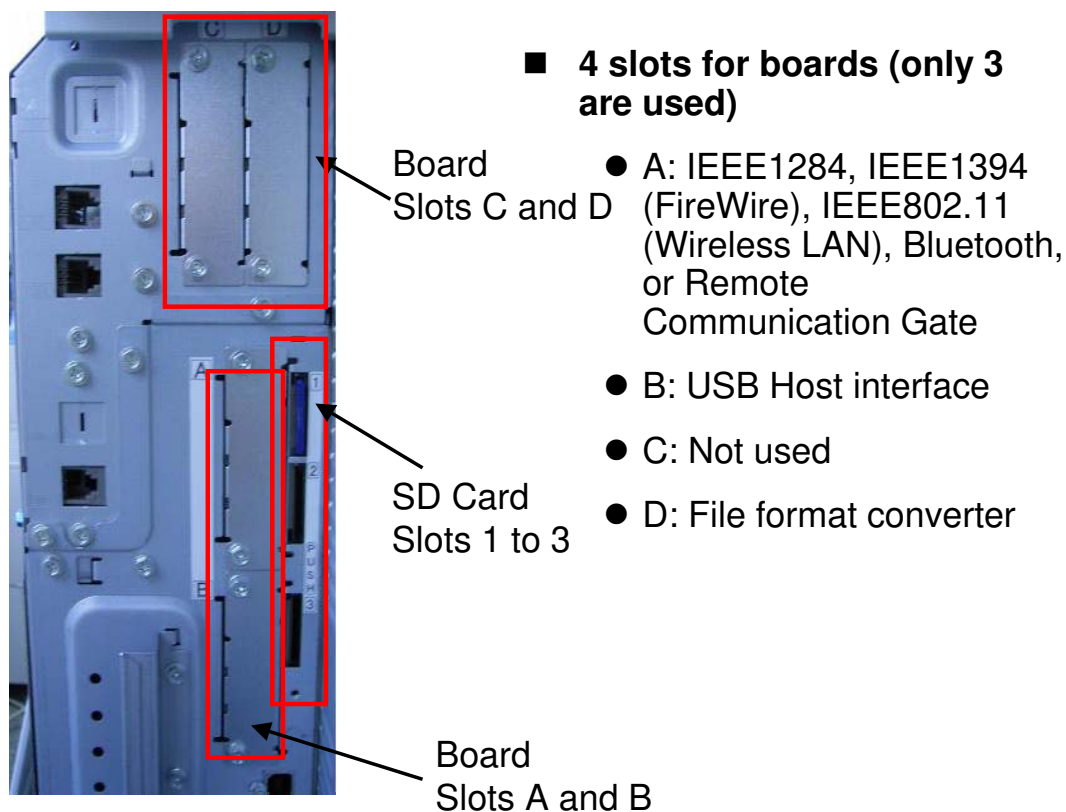 C D
■ 4 slots for boards (only 3
are used)
Board
Slots C and D
● A: IEEE1284, IEEE1394
(FireWire), IEEE802.11
(Wireless LAN), Bluetooth,
or Remote
Communication Gate
● B: USB Host interface
● C: Not used
● D: File format converter
A
1
2
SD Card
Slots 1 to 3
PUSH
B
3
Board
Slots A and B